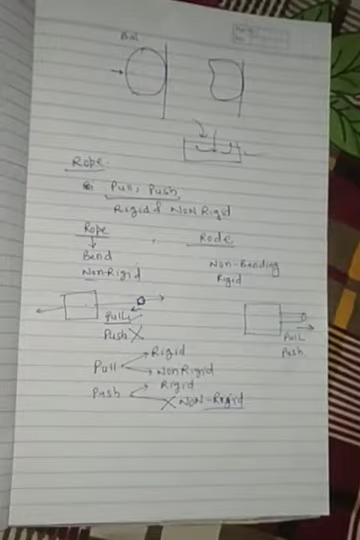 Bal
Rope
Pull, Push
Rigid & Non Rigid
Rope
Rode
Bend
Non-Bending
Non-Rigid
Rigid
Pull ✓
Push X
Pull
Push
Pull → Rigid
→ Non Rigid
Push → Rigid
X Non-Rigid